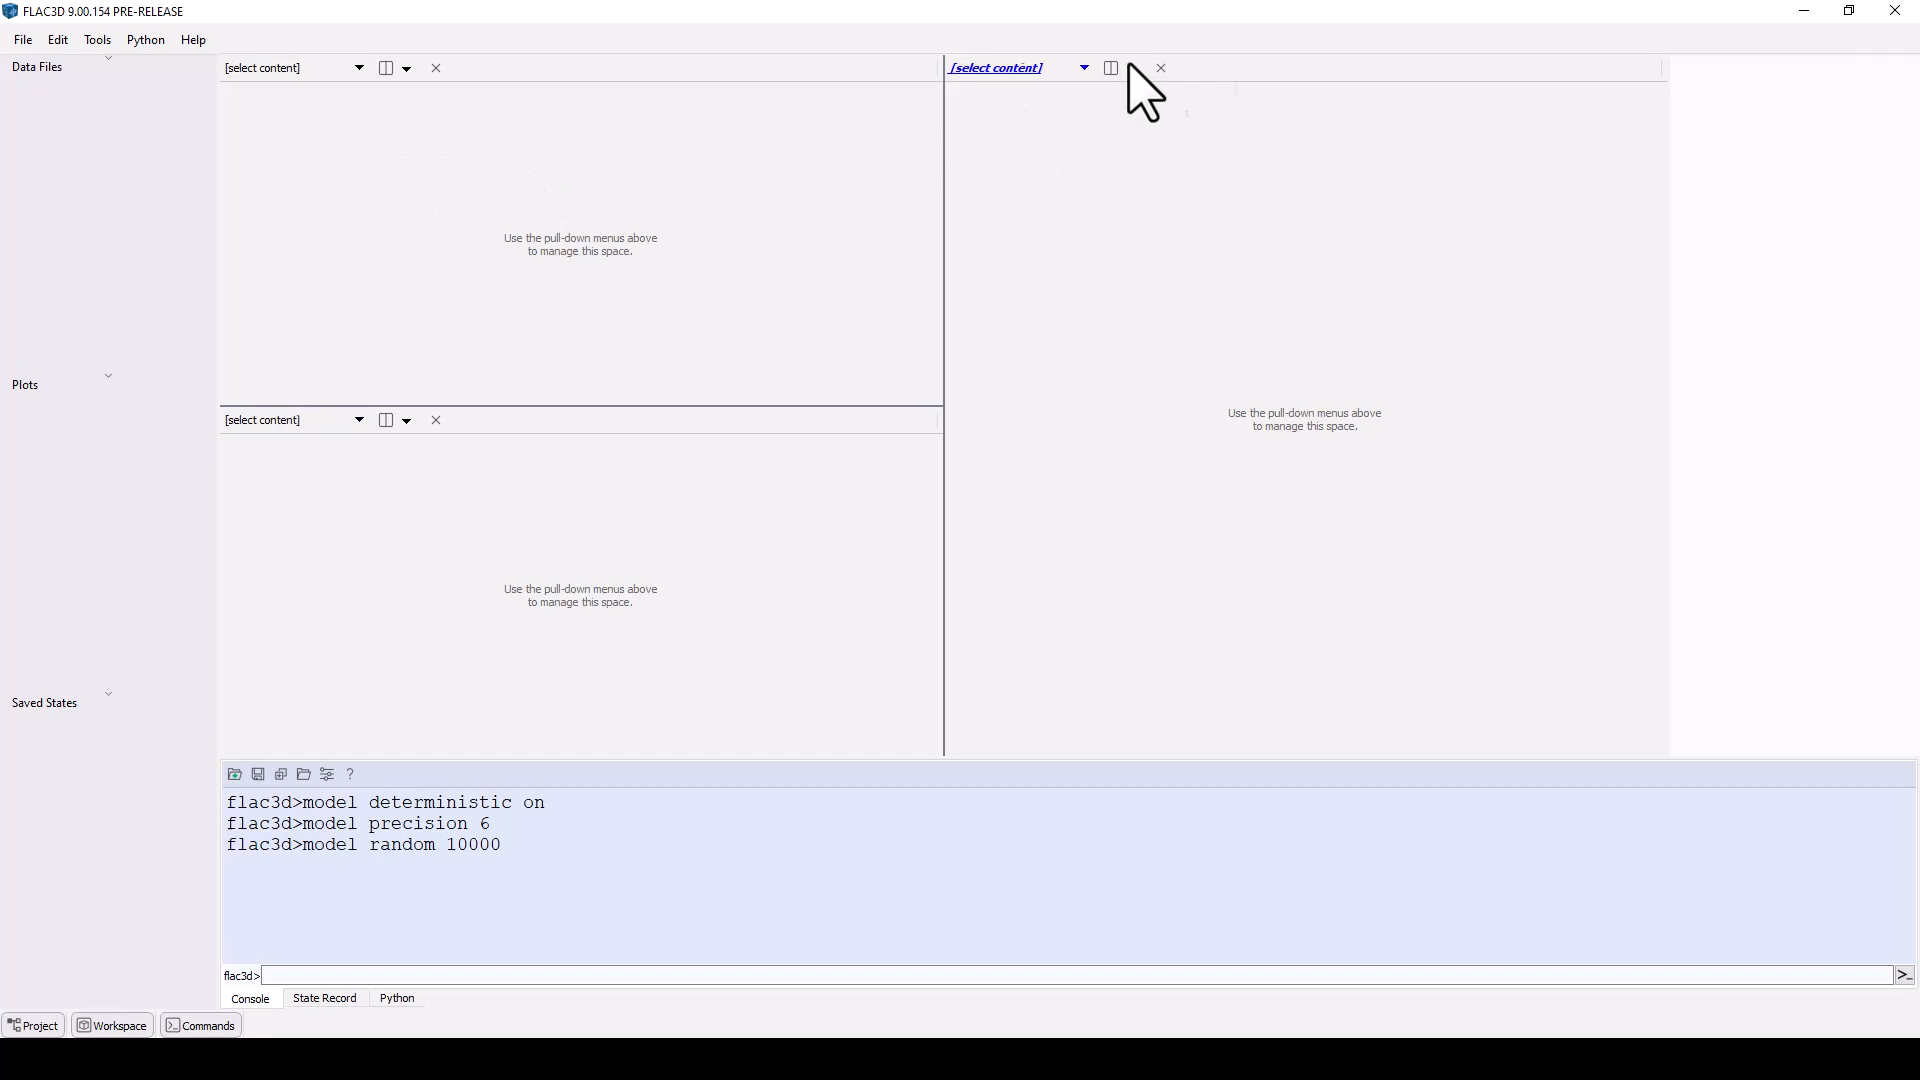 FLAC3D 9.00.154 PRE-RELEASE
File Edit Tools Python Help
Data Files
[select content]
[select content]
Use the pull-down menus above
to manage this space.
Plots
Use the pull-down menus above
to manage this space.
[select content]
Use the pull-down menus above
to manage this space.
Saved States
?
flac3d>model deterministic on
flac3d>model precision 6
flac3d>model random 10000
flac3d>
>_
Console State Record Python
Project Workspace Commands